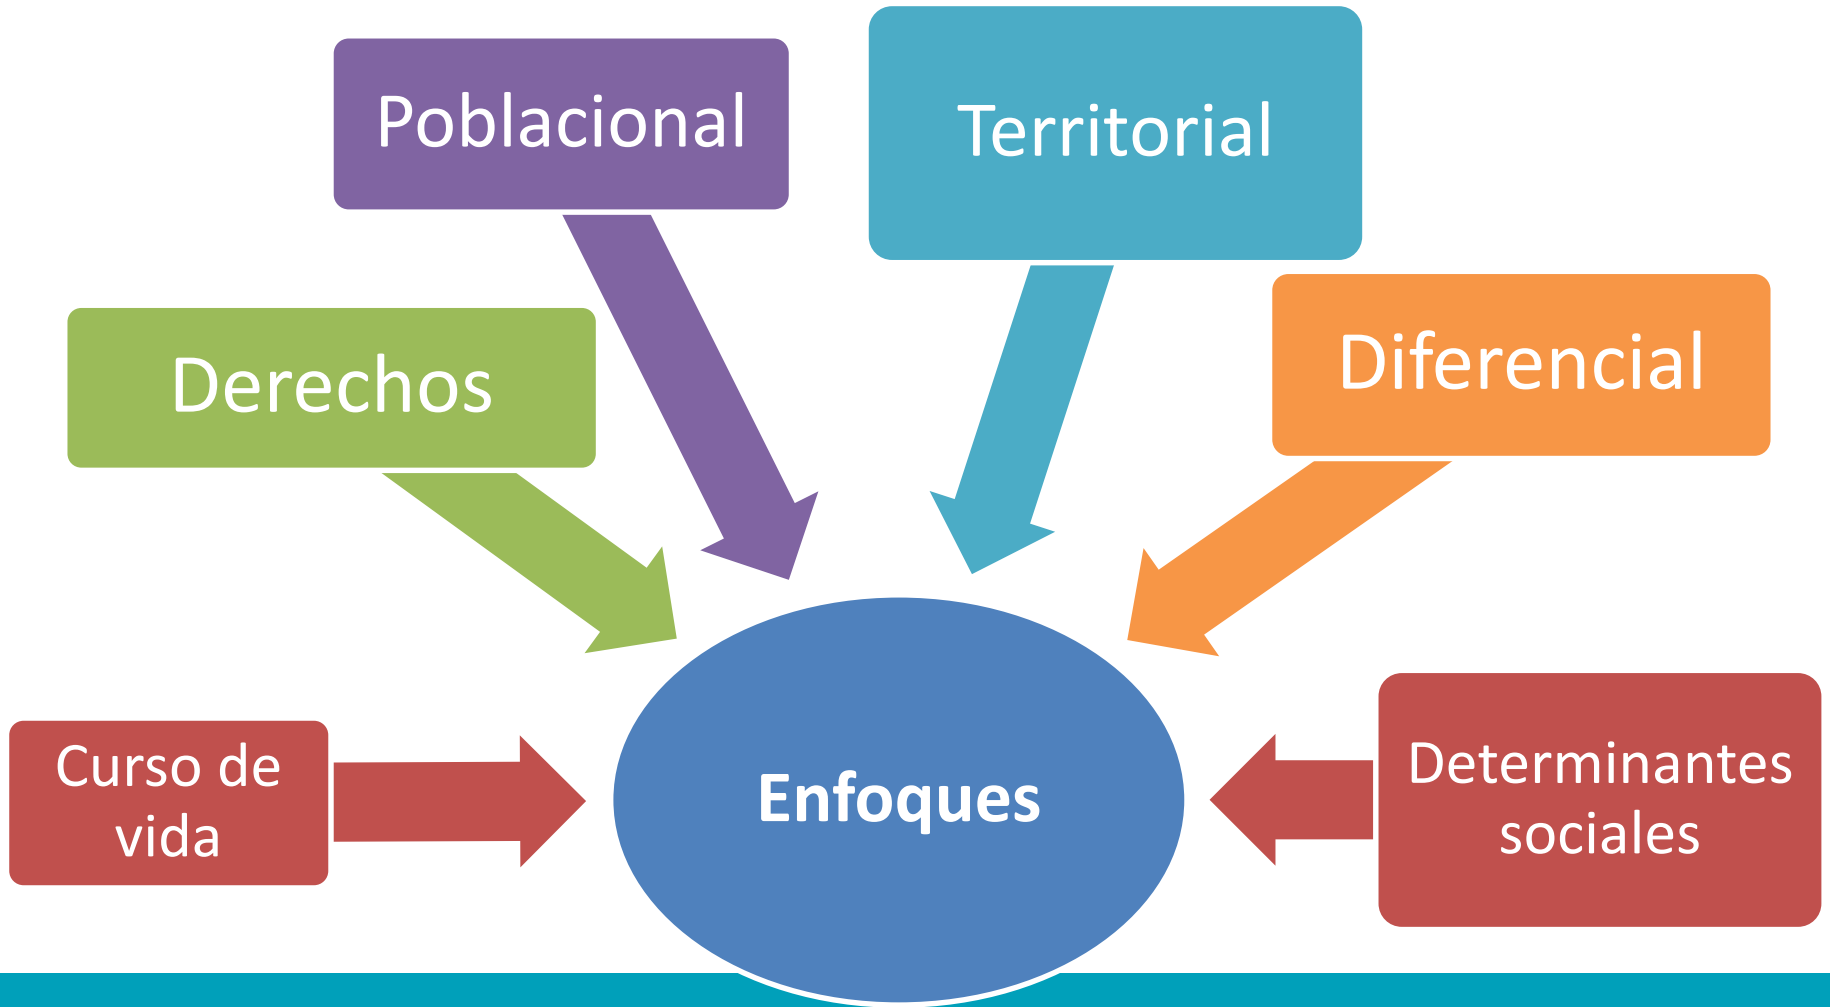 Poblacional
Territorial
Derechos
Diferencial
Curso de
vida
Enfoques
Determinantes
sociales